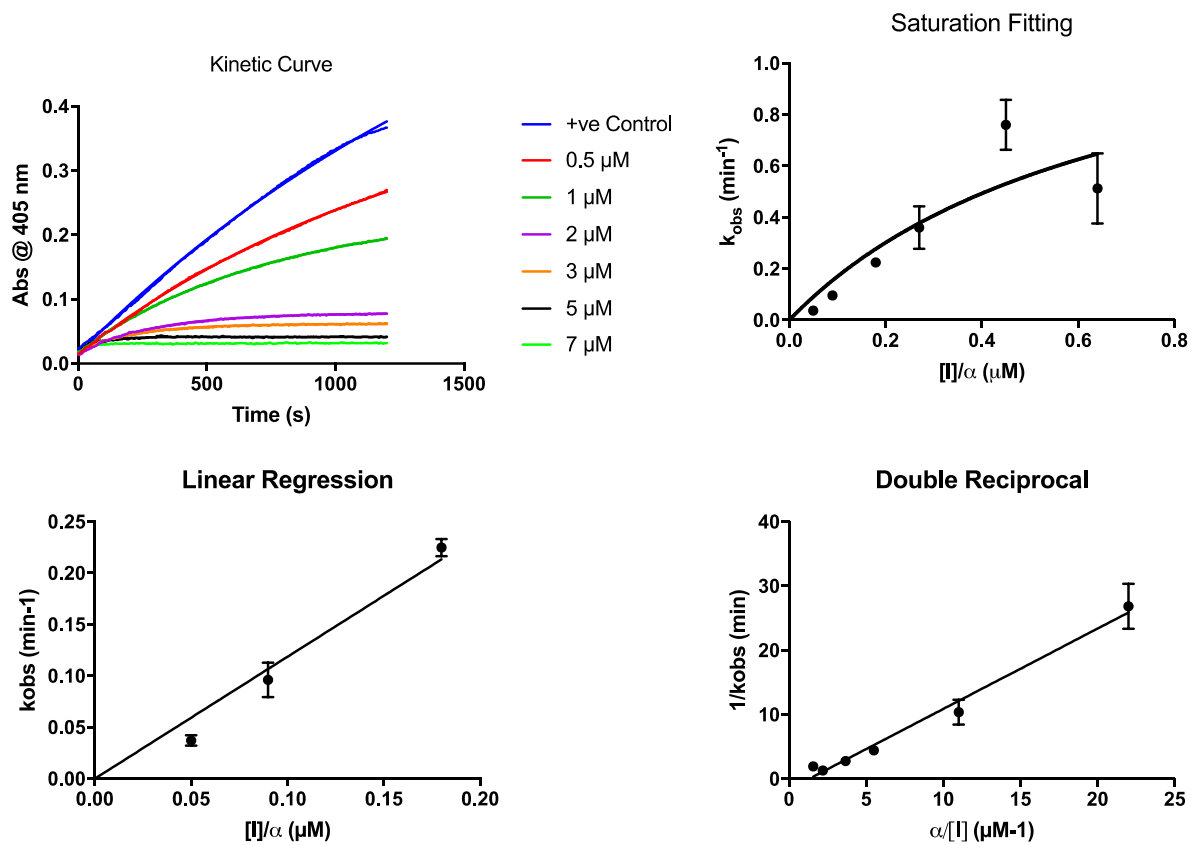 Kinetic Curve
Abs @ 405 nm
0.4
0.3
0.2
0.1
0.0
0
500
1000
1500
Time (s)
+ve Control
0.5 µM
1 µM
2 µM
3 µM
5 µM
7 µM
Saturation Fitting
kobs (min-1)
1.0
0.8
0.6
0.4
0.2
0.0
0.0
0.2
0.4
0.6
0.8
[I]/α (µM)
Linear Regression
kobs (min-1)
0.25
0.20
0.15
0.10
0.05
0.00
0.00
0.05
0.10
0.15
0.20
[I]/α (µM)
Double Reciprocal
1/kobs (min)
40
30
20
10
0
0
5
10
15
20
25
α/[I] (µM-1)